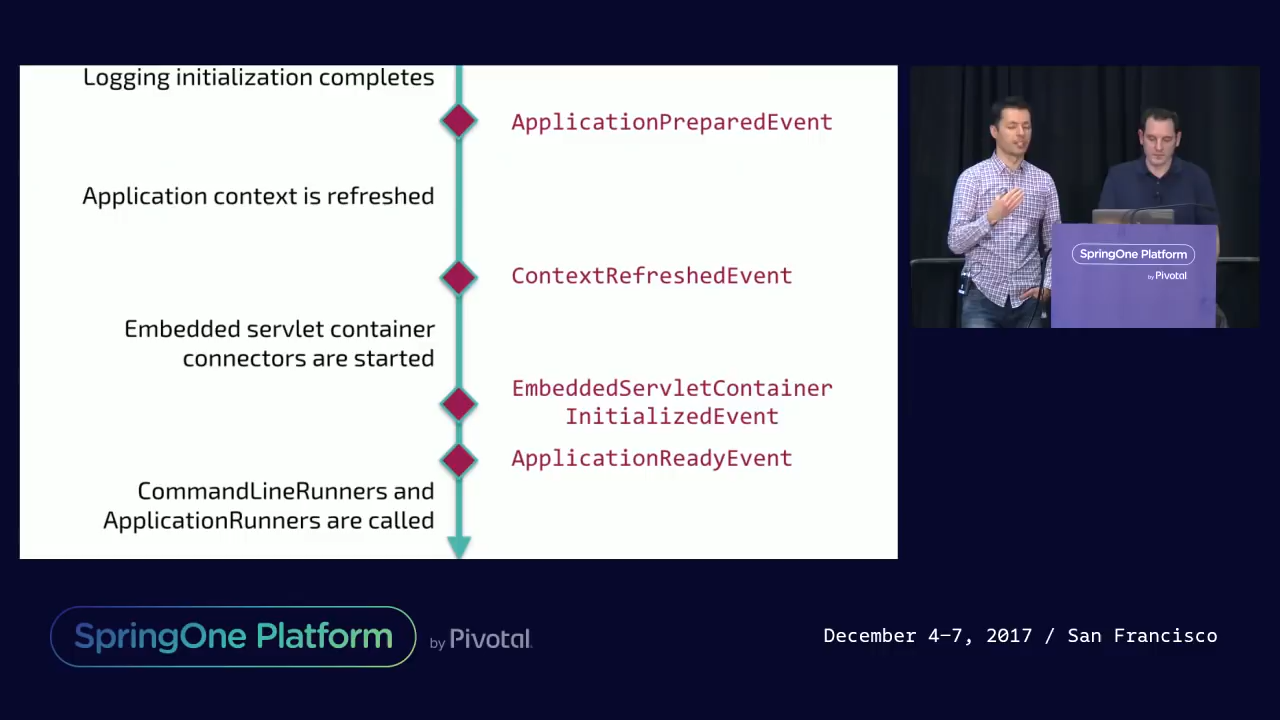 Logging initialization completes
ApplicationPreparedEvent
Application context is refreshed
ContextRefreshedEvent
Embedded servlet container
connectors are started
EmbeddedServletContainer
InitializedEvent
ApplicationReadyEvent
CommandLineRunners and
ApplicationRunners are called
SpringOne Platform
by Pivotal
SpringOne Platform
by Pivotal.
December 4–7, 2017 / San Francisco